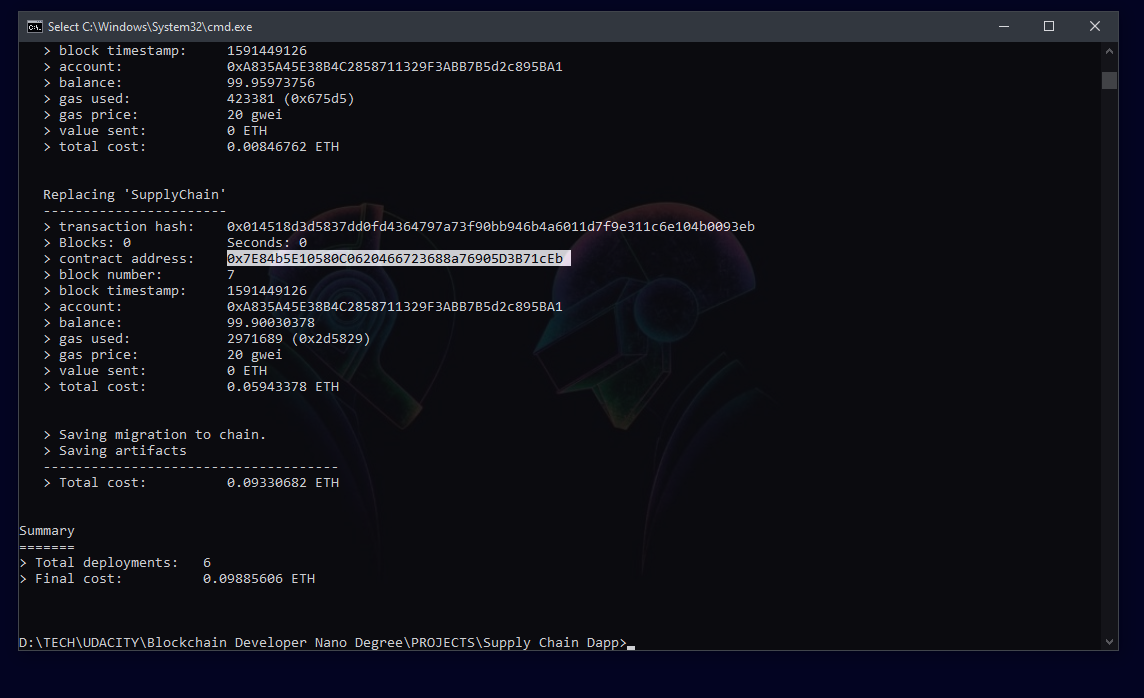 Select C:\Windows\System32\cmd.exe
> block timestamp: 1591449126
> account: 0xA835A45E38B4C2858711329F3ABB7B5d2c895BA1
> balance: 99.95973756
> gas used: 423381 (0x675d5)
> gas price: 20 gwei
> value sent: 0 ETH
> total cost: 0.00846762 ETH
Replacing 'SupplyChain'
-----------------------
> transaction hash: 0x014518d3d5837dd0fd4364797a73f90bb946b4a6011d7f9e311c6e104b0093eb
> Blocks: 0 Seconds: 0
> contract address: 0x7E84b5E10580C0620466723688a76905D3B71cEb
> block number: 7
> block timestamp: 1591449126
> account: 0xA835A45E38B4C2858711329F3ABB7B5d2c895BA1
> balance: 99.90030378
> gas used: 2971689 (0x2d5829)
> gas price: 20 gwei
> value sent: 0 ETH
> total cost: 0.05943378 ETH
> Saving migration to chain.
> Saving artifacts
-------------------------------------
> Total cost: 0.09330682 ETH
Summary
=======
> Total deployments: 6
> Final cost: 0.09885606 ETH
D:\TECH\UDACITY\Blockchain Developer Nano Degree\PROJECTS\Supply Chain Dapp>